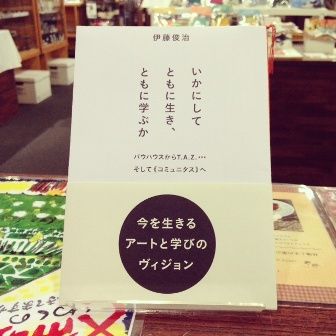 伊藤俊治
いかにして
ともに生き、
ともに学ぶか
バウハウスからT.A.Z.…
そして《コミュニタス》へ
今を生きる
アートと学びの
ヴィジョン